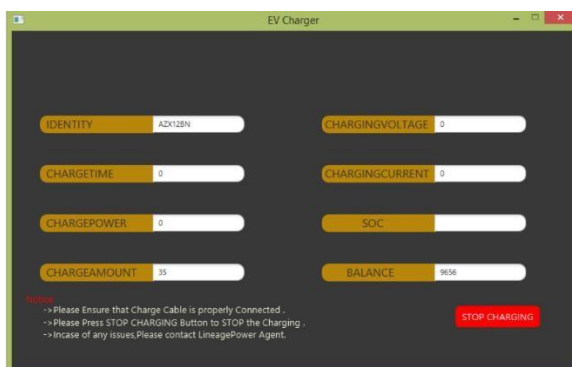 EV Charger
IDENTITY AZX12BN CHARGINGVOLTAGE 0
CHARGETIME 0 CHARGINGCURRENT 0
CHARGEPOWER 0 SOC
CHARGEAMOUNT 35 BALANCE 9656
Notice
->Please Ensure that Charge Cable is properly Connected .
->Please Press STOP CHARGING Button to STOP the Charging .
->Incase of any issues,Please contact LineagePower Agent.
STOP CHARGING